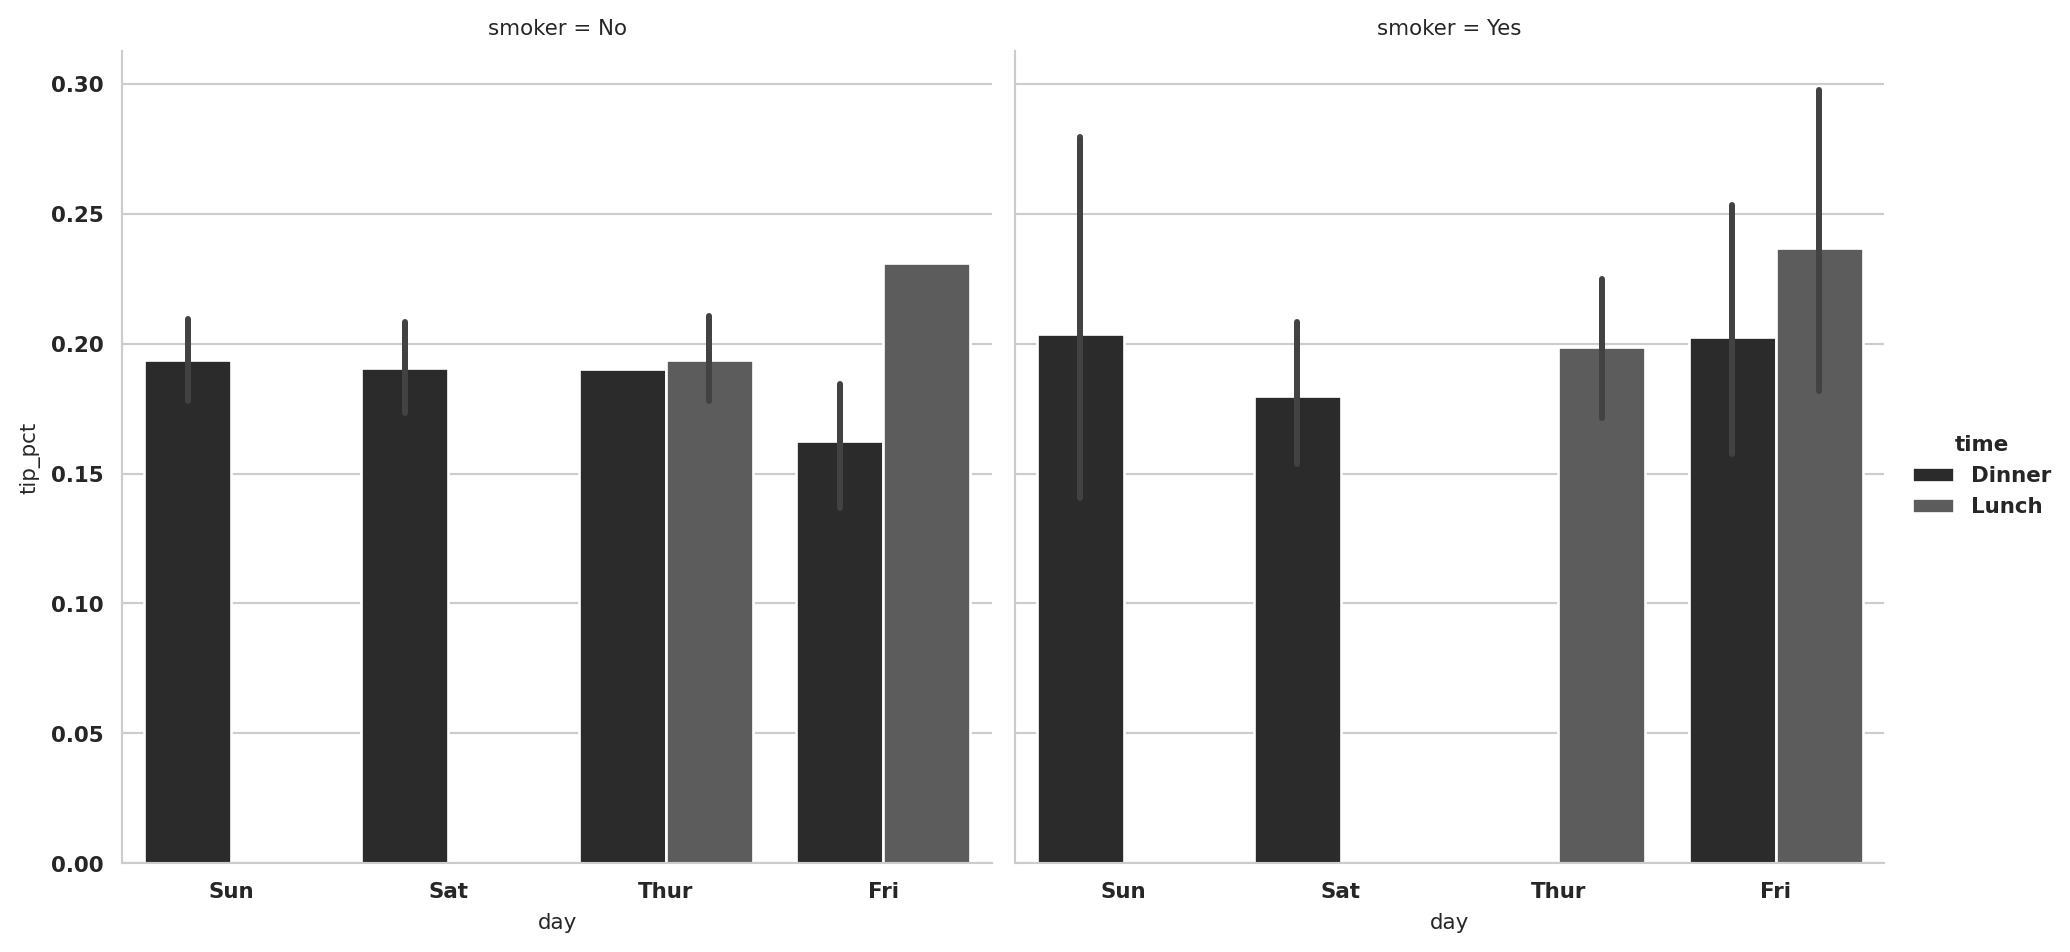 smoker = No
smoker = Yes
0.30
0.25
0.20
0.15
0.10
0.05
0.00
tip_pct
Sun Sat Thur Fri
day
Sun Sat Thur Fri
day
time
Dinner
Lunch